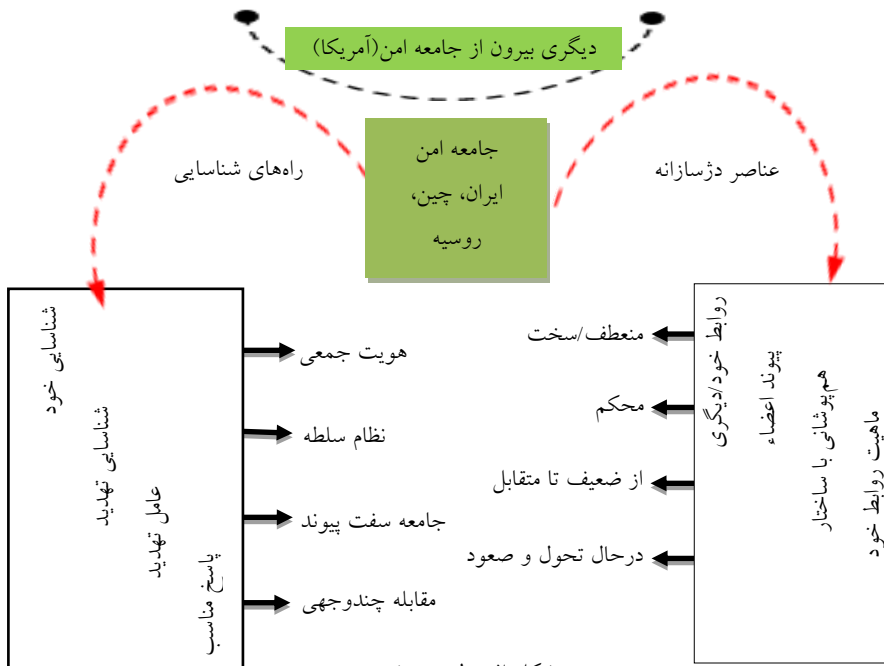 دیگری بیرون از جامعه امن(آمریکا)
جامعه امن
ایران، چین،
روسیه
عناصر دژسازانه
راه‌های شناسایی
روابط خود/دیگری
پیوند اعضاء
هم‌پوشانی با ساختار
ماهیت روابط خود
منعطف/سخت
محکم
از ضعیف تا متقابل
درحال تحول و صعود
شناسایی خود
شناسایی تهدید
عامل تهدید
پاسخ مناسب
هویت جمعی
نظام سلطه
جامعه سفت پیوند
مقابله چندوجهی